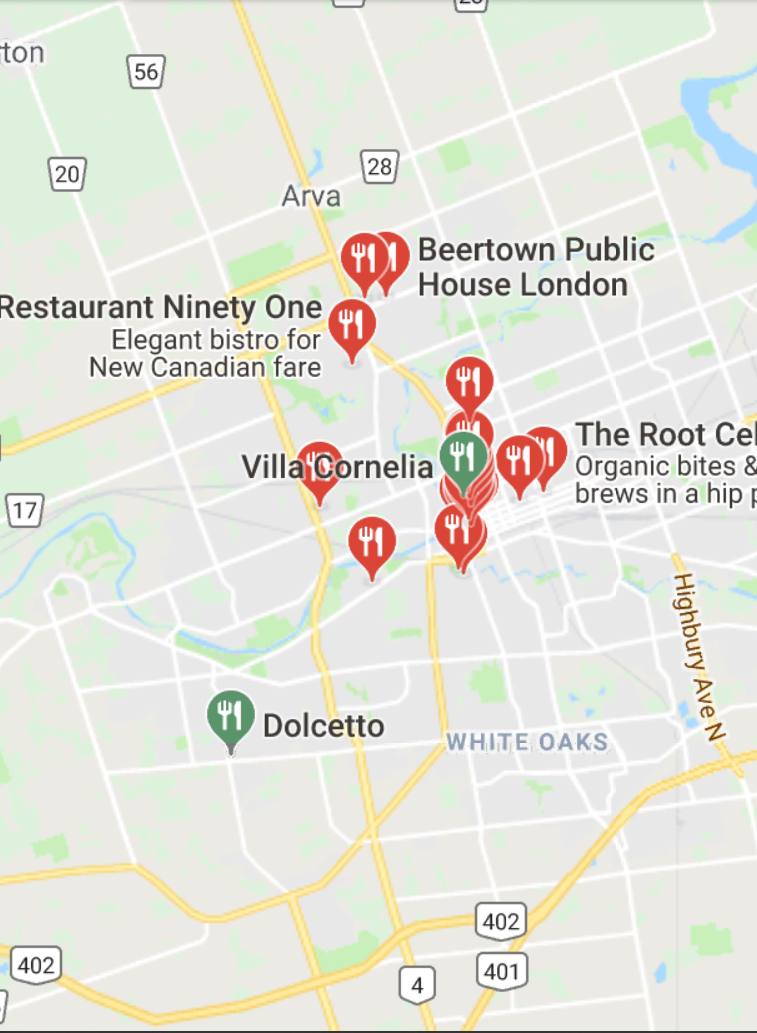 ton
56
20
28
Arva
Beertown Public
House London
Restaurant Ninety One
Elegant bistro for
New Canadian fare
The Root Cel
Villa Cornelia
Organic bites &
brews in a hip p
17
Highbury Ave N
Dolcetto
WHITE OAKS
402
402
401
4